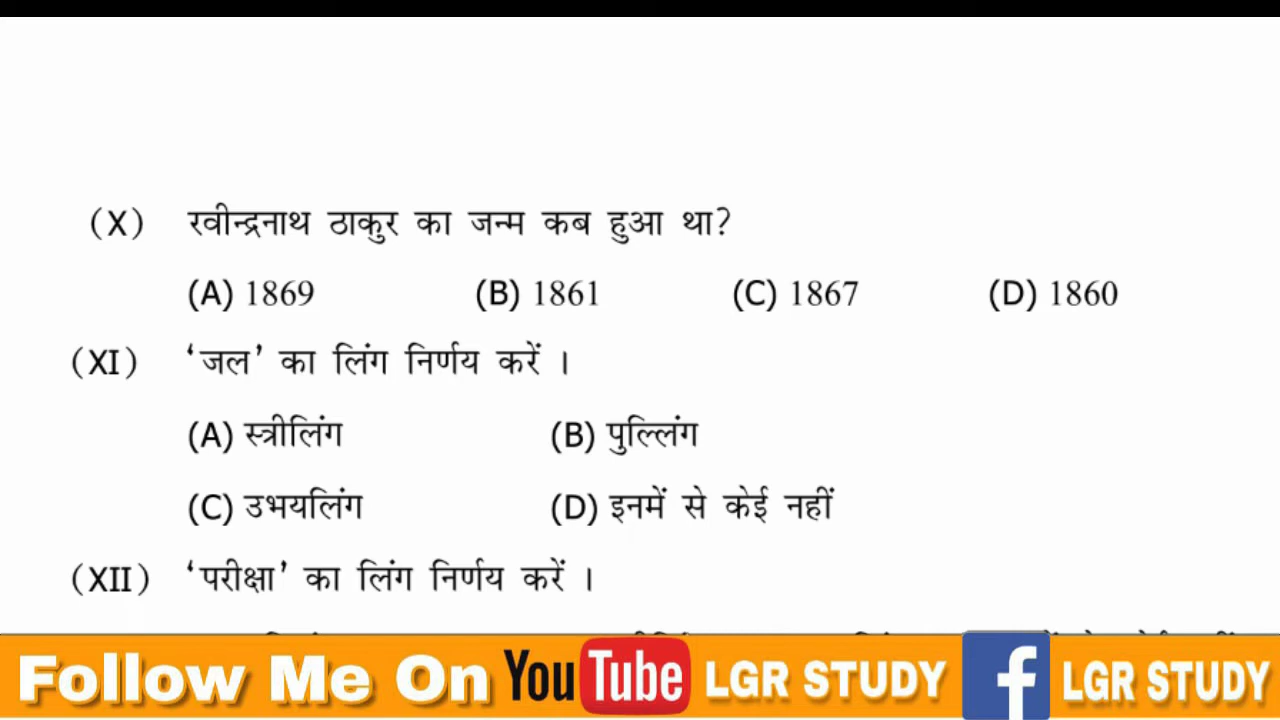 (X) रवीन्द्रनाथ ठाकुर का जन्म कब हुआ था?
(A) 1869 (B) 1861 (C) 1867 (D) 1860
(XI) ‘जल’ का लिंग निर्णय करें ।
(A) स्त्रीलिंग (B) पुल्लिंग
(C) उभयलिंग (D) इनमें से केई नहीं
(XII) ‘परीक्षा’ का लिंग निर्णय करें ।
Follow Me On YouTube LGR STUDY f LGR STUDY